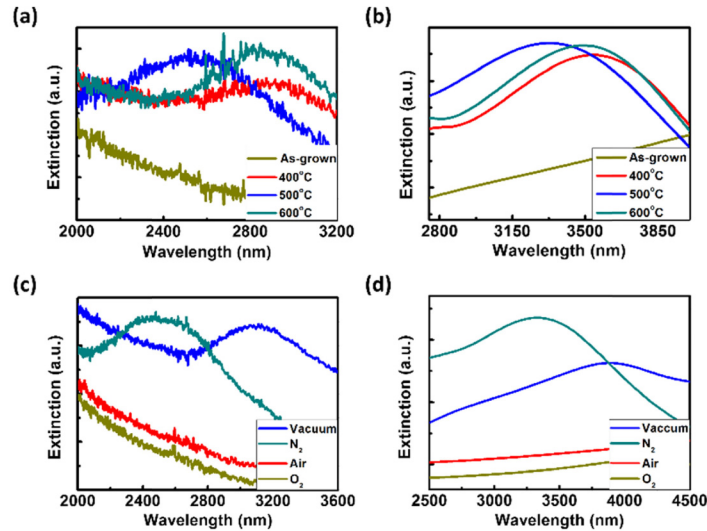 (a)
Extinction (a.u.)
As-grown
400°C
500°C
600°C
2000 2400 2800 3200
Wavelength (nm)
(b)
Extinction (a.u.)
As-grown
400°C
500°C
600°C
2800 3150 3500 3850
Wavelength (nm)
(c)
Extinction (a.u.)
Vacuum
N₂
Air
O₂
2000 2400 2800 3200 3600
Wavelength (nm)
(d)
Extinction (a.u.)
Vaccum
N₂
Air
O₂
2500 3000 3500 4000 4500
Wavelength (nm)